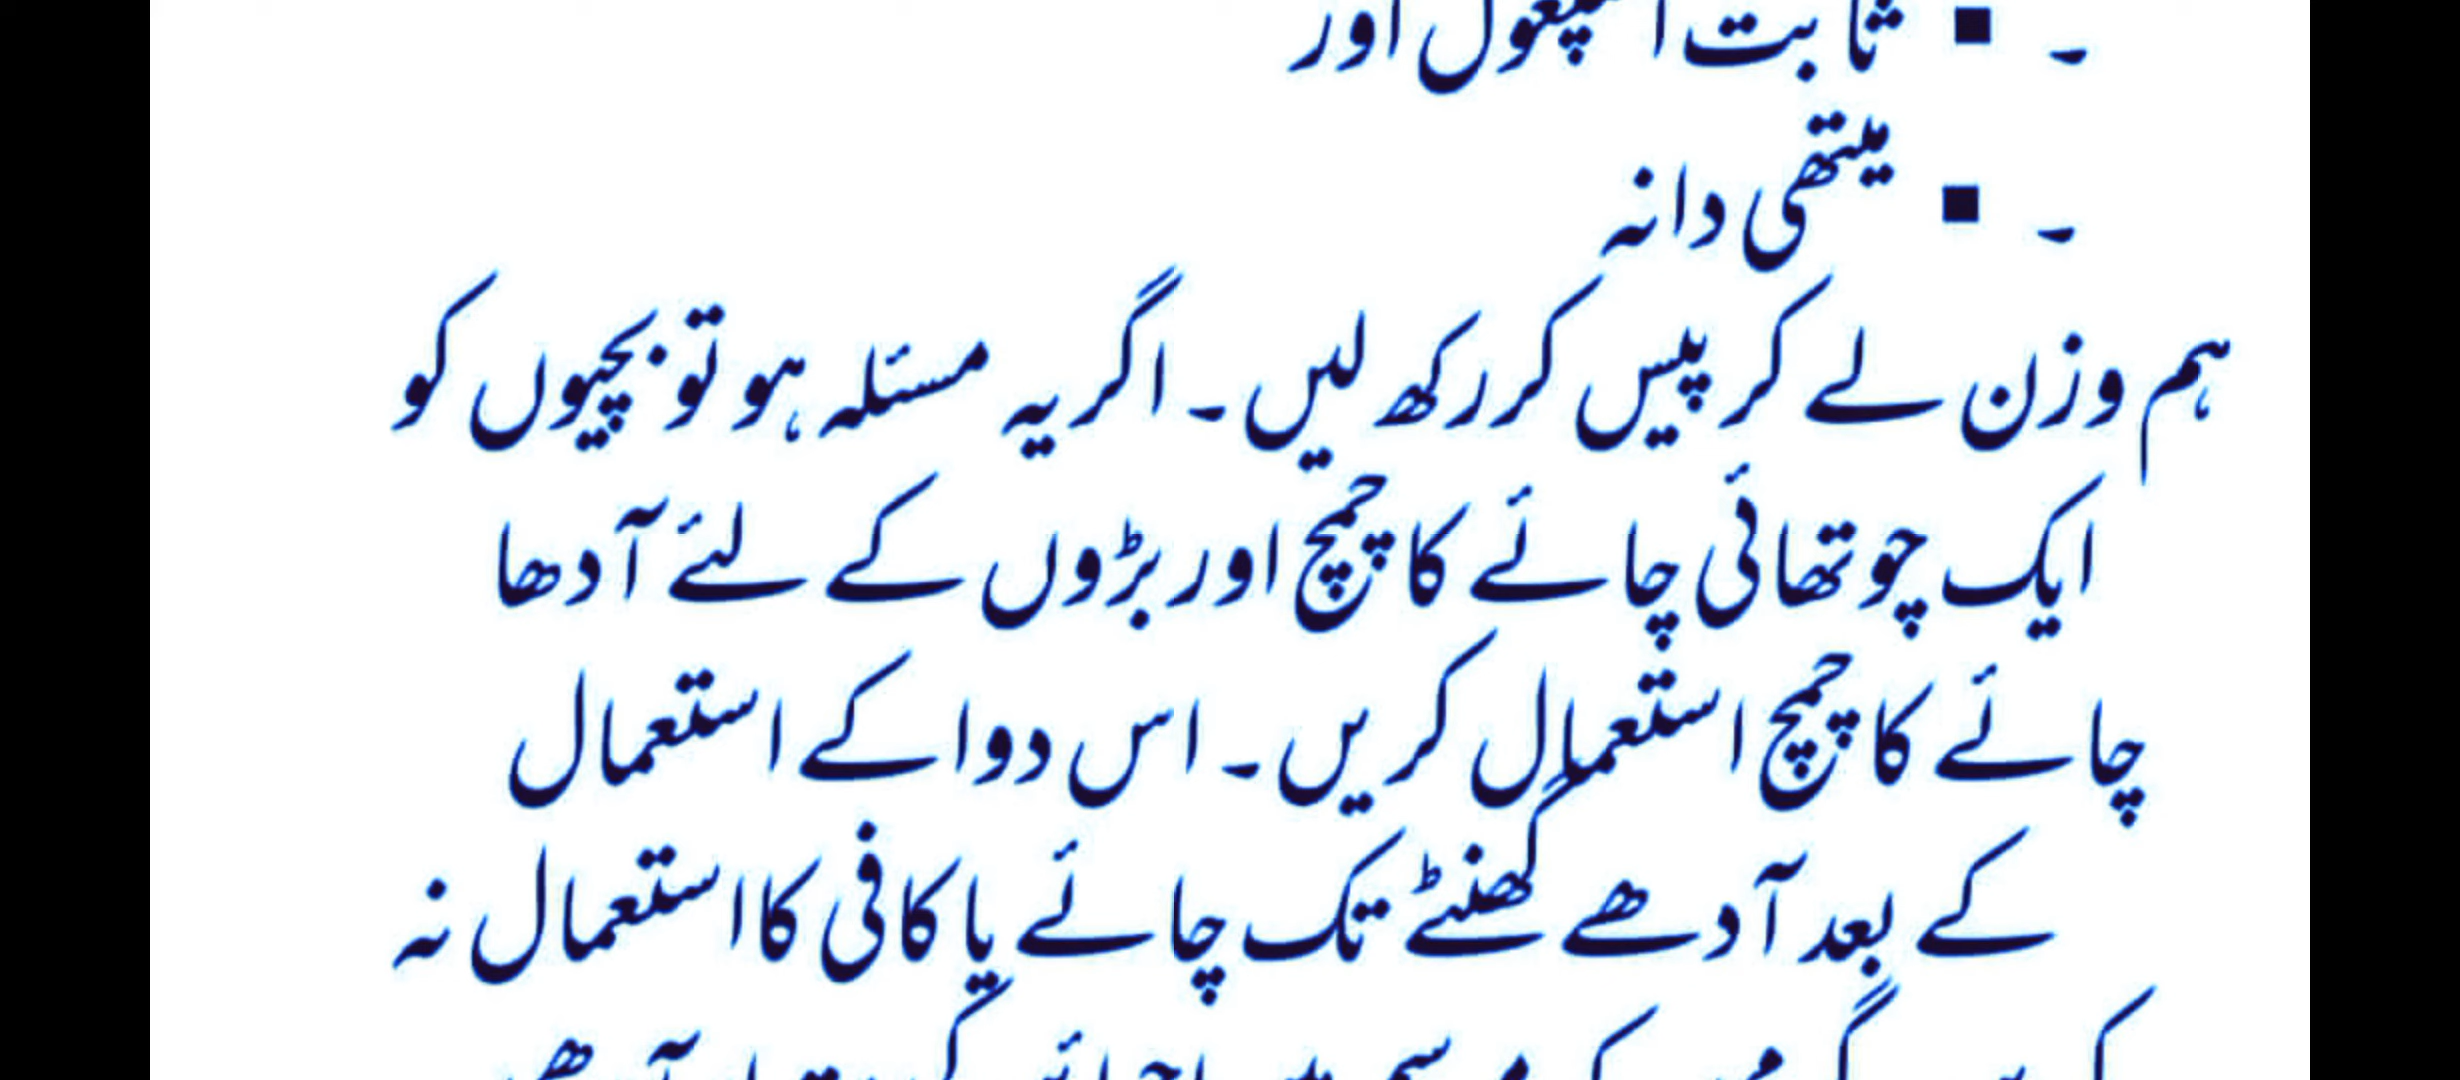 ۔ ▪ ثابت اسپغول اور
۔ ▪ میتھی دانہ
ہم وزن لے کر پیس کر رکھ لیں۔ اگر یہ مسئلہ ہو تو بچیوں کو
ایک چوتھائی چائے کا چمچ اور بڑوں کے لئے آدھا
چائے کا چمچ استعمال کریں۔ اس دوا کے استعمال
کے بعد آدھے گھنٹے تک چائے یا کافی کا استعمال نہ